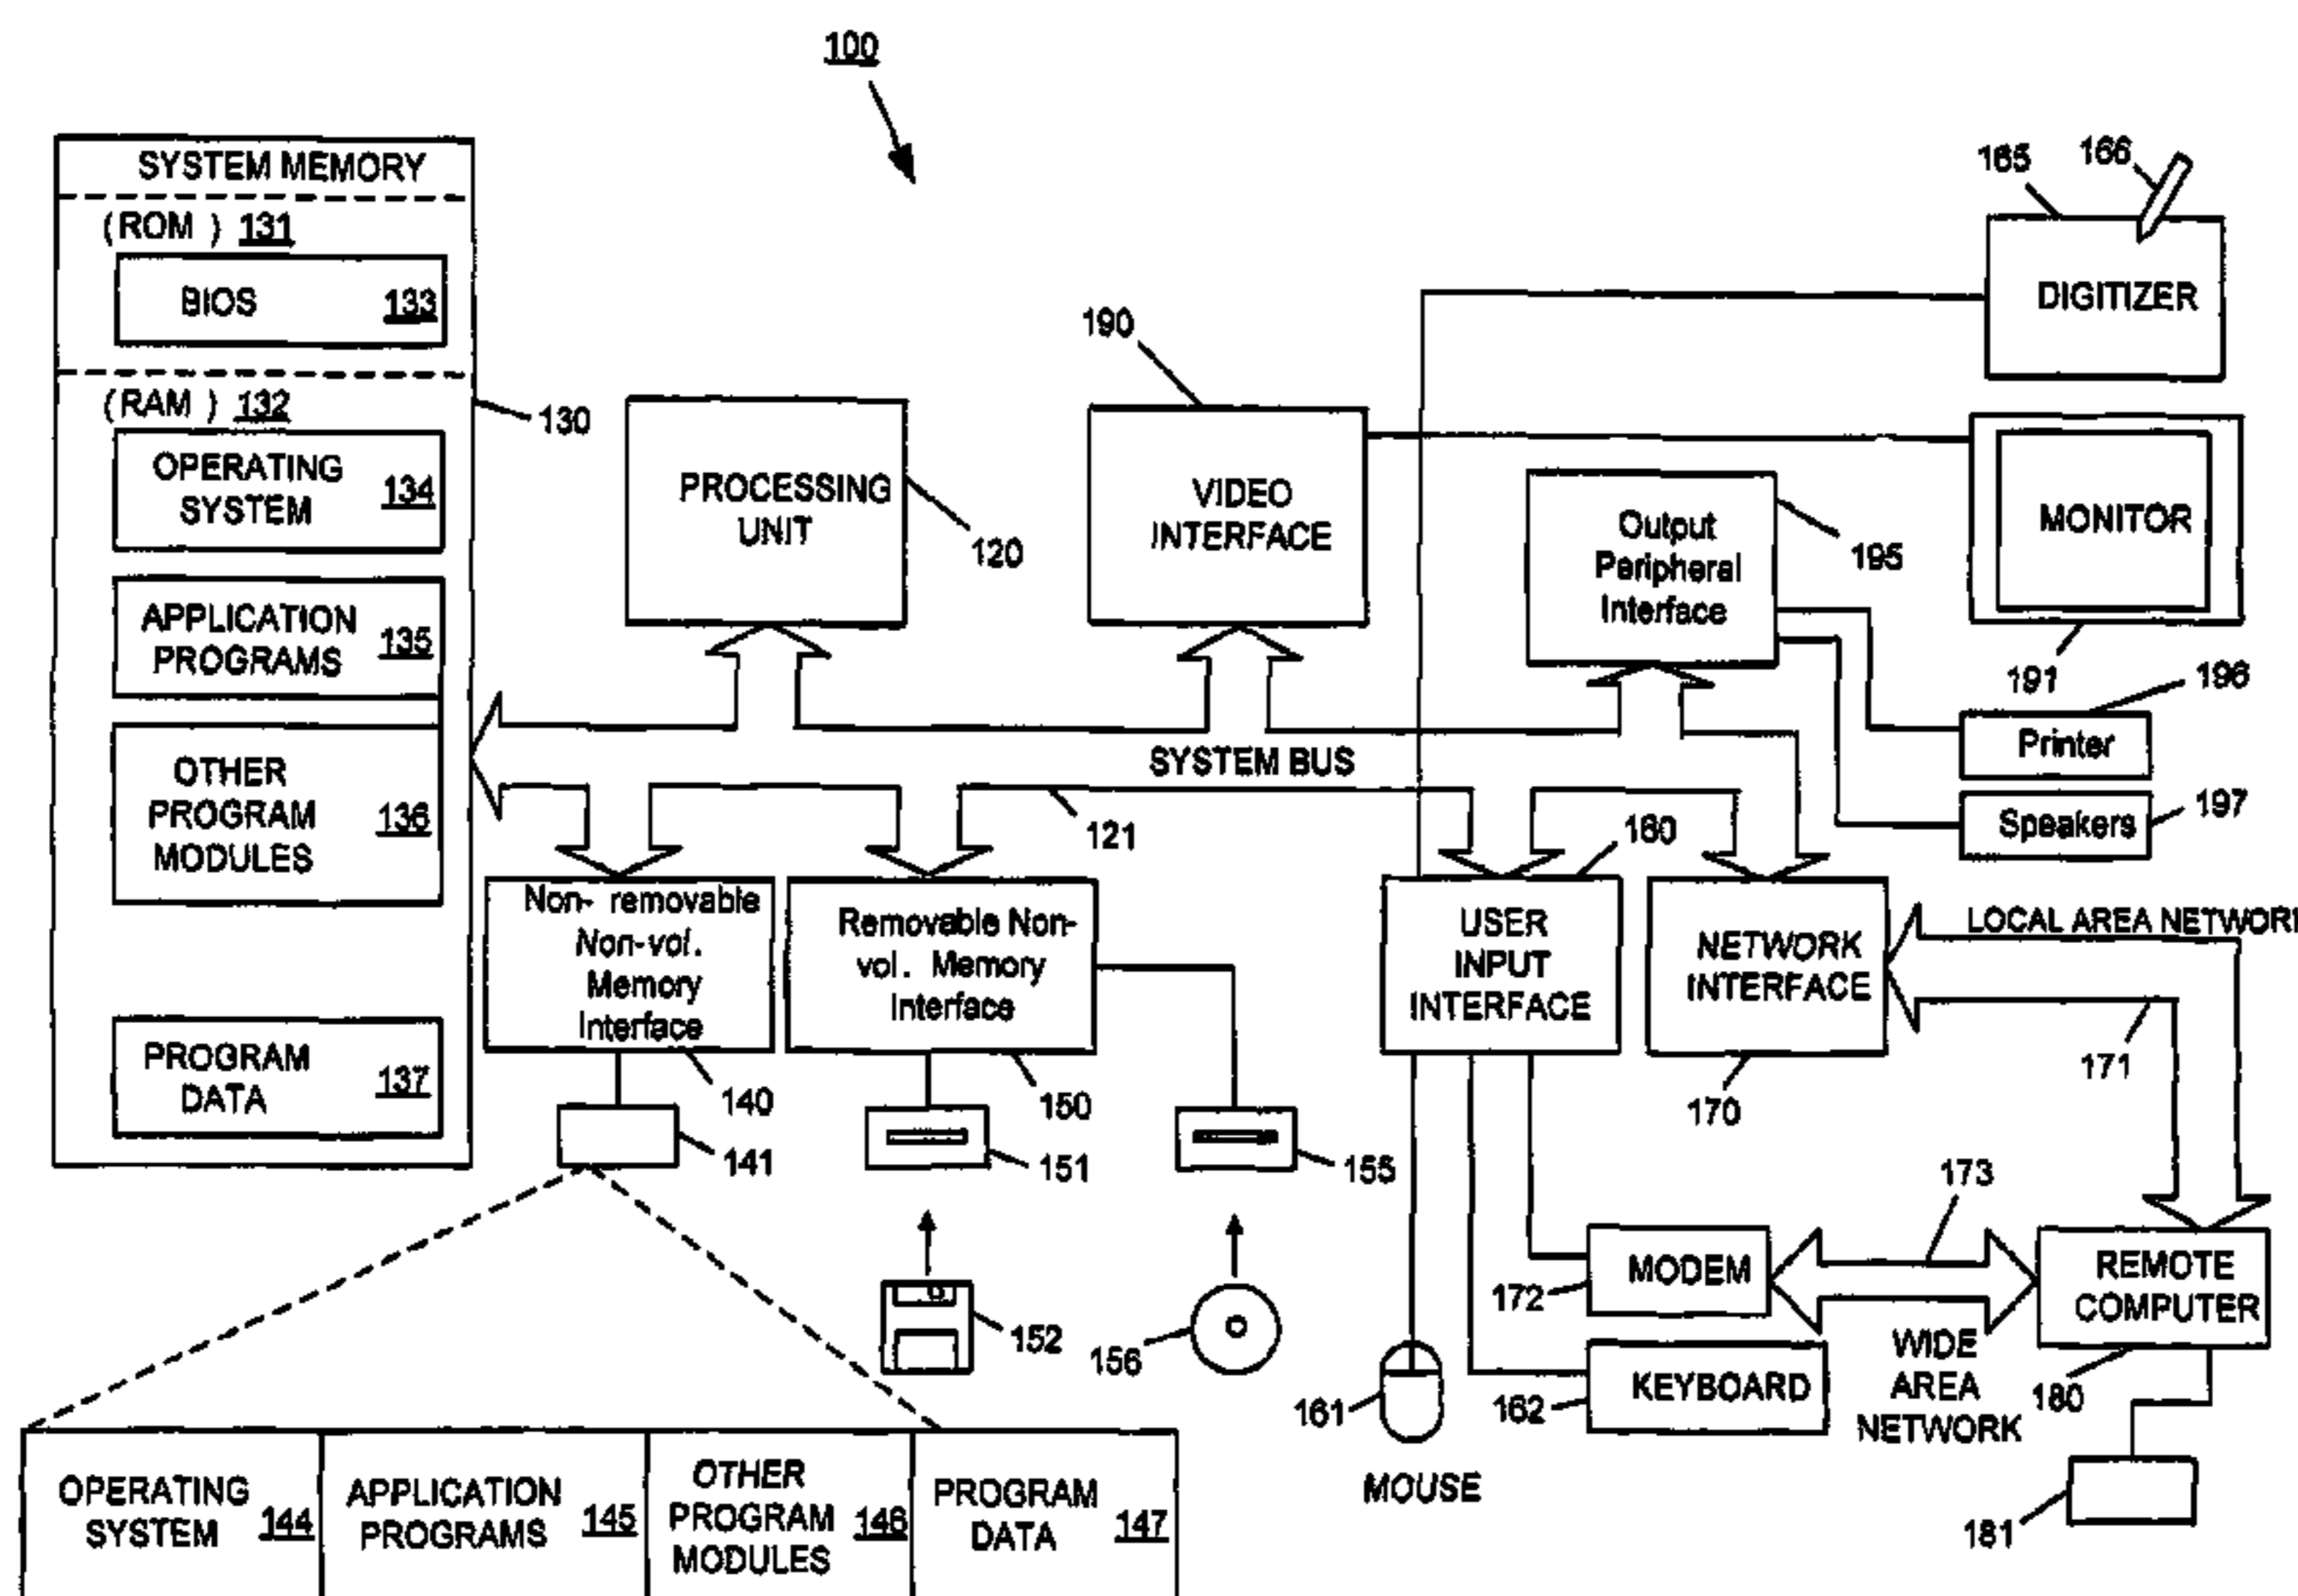 100
SYSTEM MEMORY
(ROM ) 131
BIOS 133
(RAM ) 132
130
OPERATING
SYSTEM
134
APPLICATION
PROGRAMS
135
OTHER
PROGRAM
MODULES
136
PROGRAM
DATA
137
PROCESSING
UNIT
120
190
VIDEO
INTERFACE
165
166
DIGITIZER
Output
Peripheral
Interface
195
MONITOR
191
196
Printer
Speakers
197
SYSTEM BUS
121
Non- removable
Non-vol.
Memory
Interface
140
141
Removable Non-
vol. Memory
Interface
150
151
155
152
156
160
USER
INPUT
INTERFACE
NETWORK
INTERFACE
170
LOCAL AREA NETWORK
171
173
MODEM
172
REMOTE
COMPUTER
180
WIDE
AREA
NETWORK
KEYBOARD
162
161
MOUSE
181
OPERATING
SYSTEM
144
APPLICATION
PROGRAMS
145
OTHER
PROGRAM
MODULES
146
PROGRAM
DATA
147